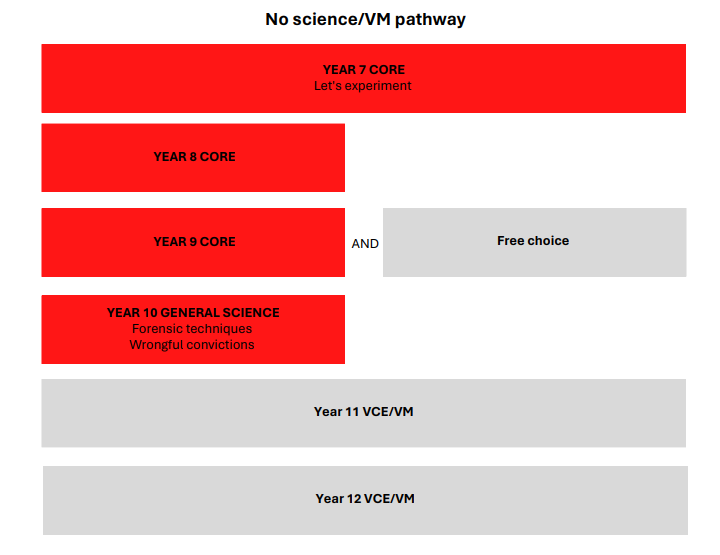 No science/VM pathway
YEAR 7 CORE
Let's experiment
YEAR 8 CORE
YEAR 9 CORE
AND
Free choice
YEAR 10 GENERAL SCIENCE
Forensic techniques
Wrongful convictions
Year 11 VCE/VM
Year 12 VCE/VM